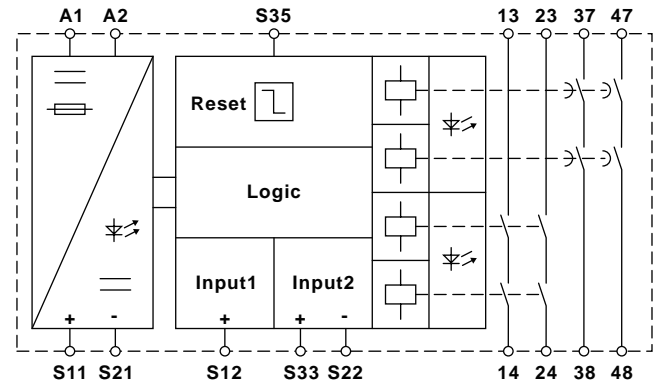 A1 A2 S35 13 23 37 47
Reset
Logic
Input1 Input2
+ - + + -
S11 S21 S12 S33 S22 14 24 38 48